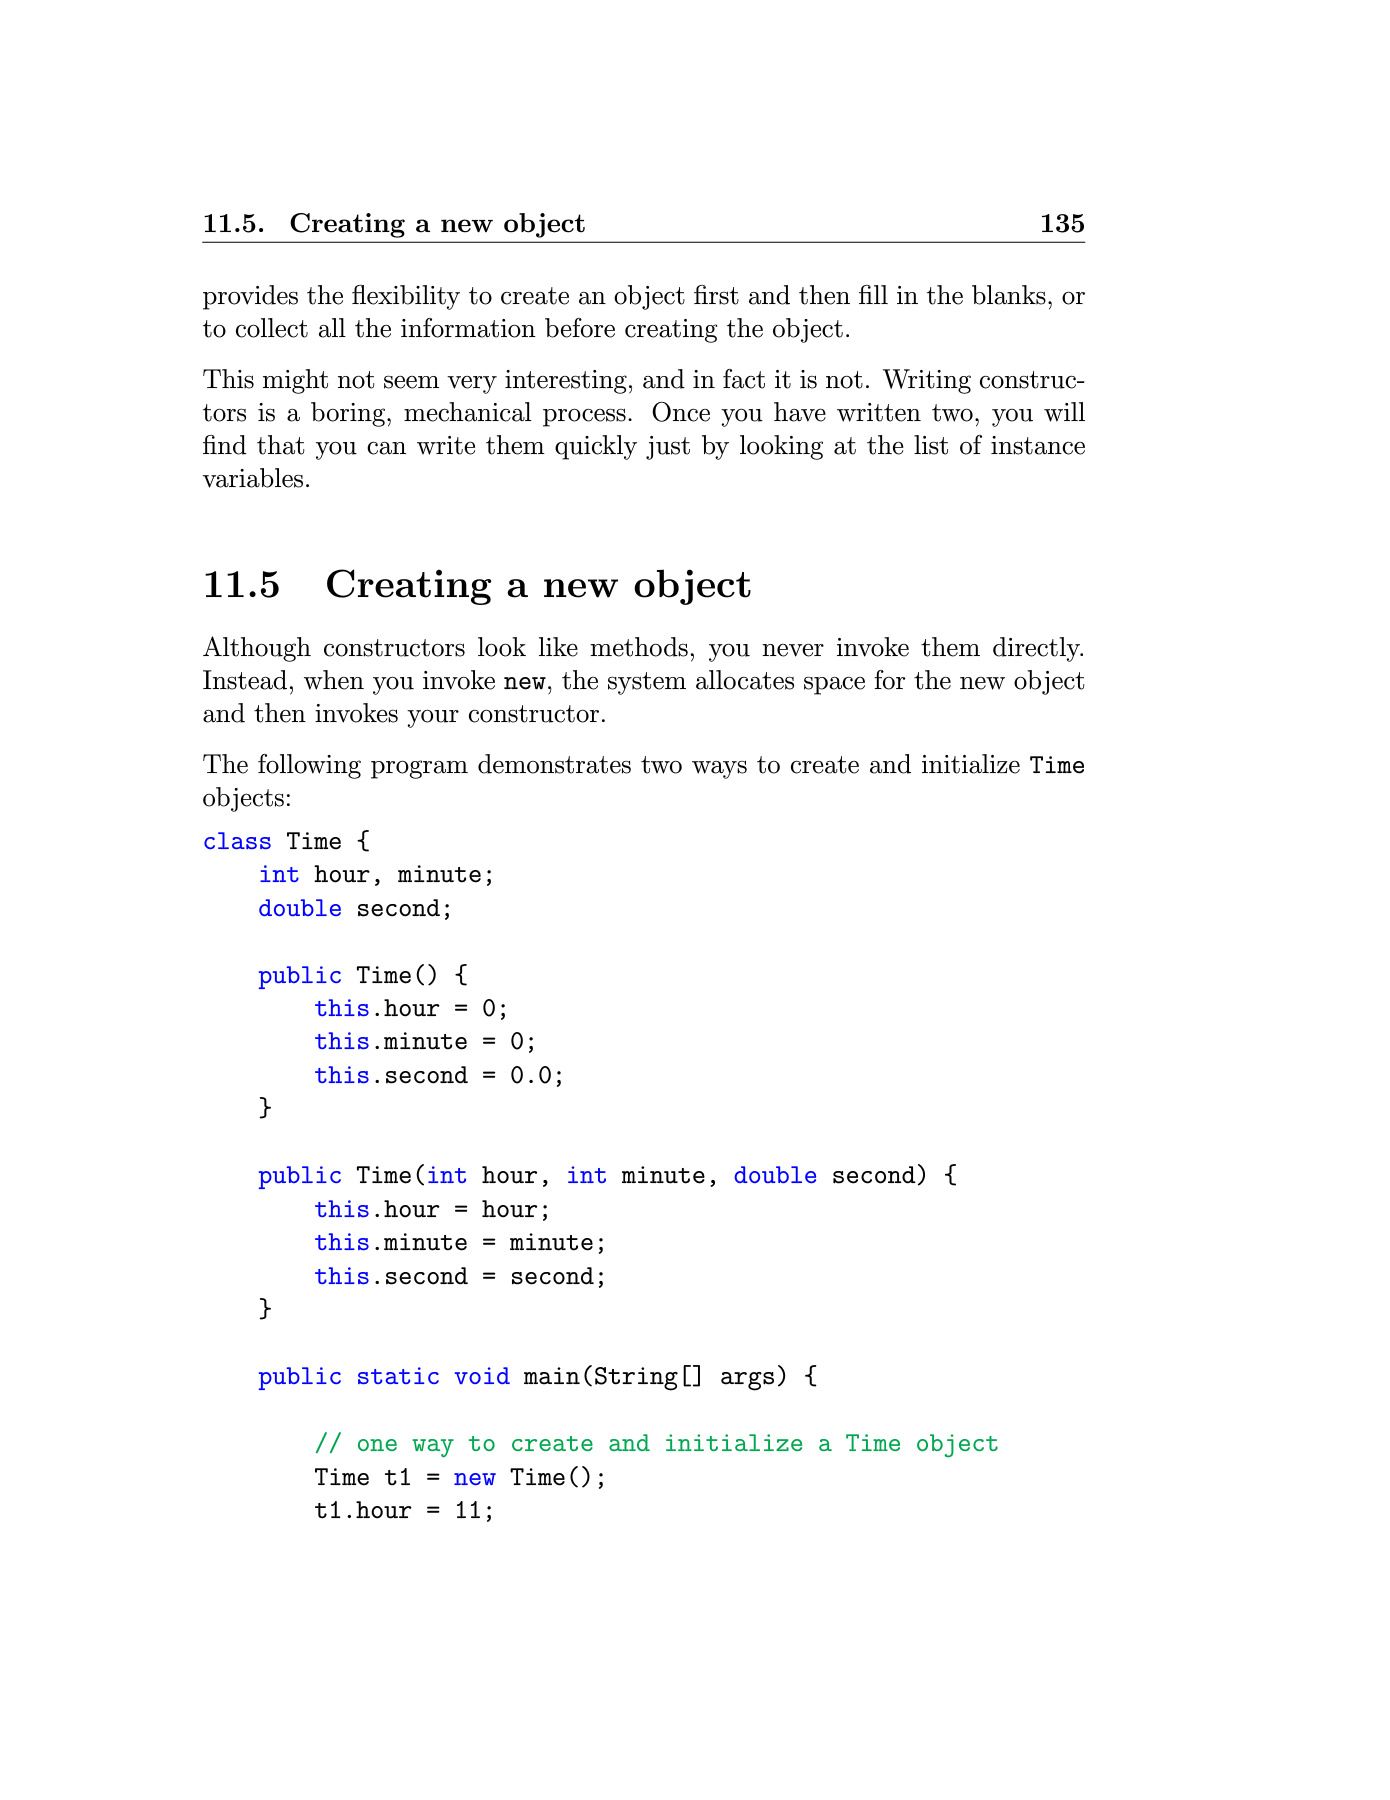 11.5. Creating a new object 135
provides the flexibility to create an object first and then fill in the blanks, or
to collect all the information before creating the object.
This might not seem very interesting, and in fact it is not. Writing construc-
tors is a boring, mechanical process. Once you have written two, you will
find that you can write them quickly just by looking at the list of instance
variables.
11.5 Creating a new object
Although constructors look like methods, you never invoke them directly.
Instead, when you invoke new, the system allocates space for the new object
and then invokes your constructor.
The following program demonstrates two ways to create and initialize Time
objects:
class Time {
    int hour, minute;
    double second;

    public Time() {
        this.hour = 0;
        this.minute = 0;
        this.second = 0.0;
    }

    public Time(int hour, int minute, double second) {
        this.hour = hour;
        this.minute = minute;
        this.second = second;
    }

    public static void main(String[] args) {

        // one way to create and initialize a Time object
        Time t1 = new Time();
        t1.hour = 11;